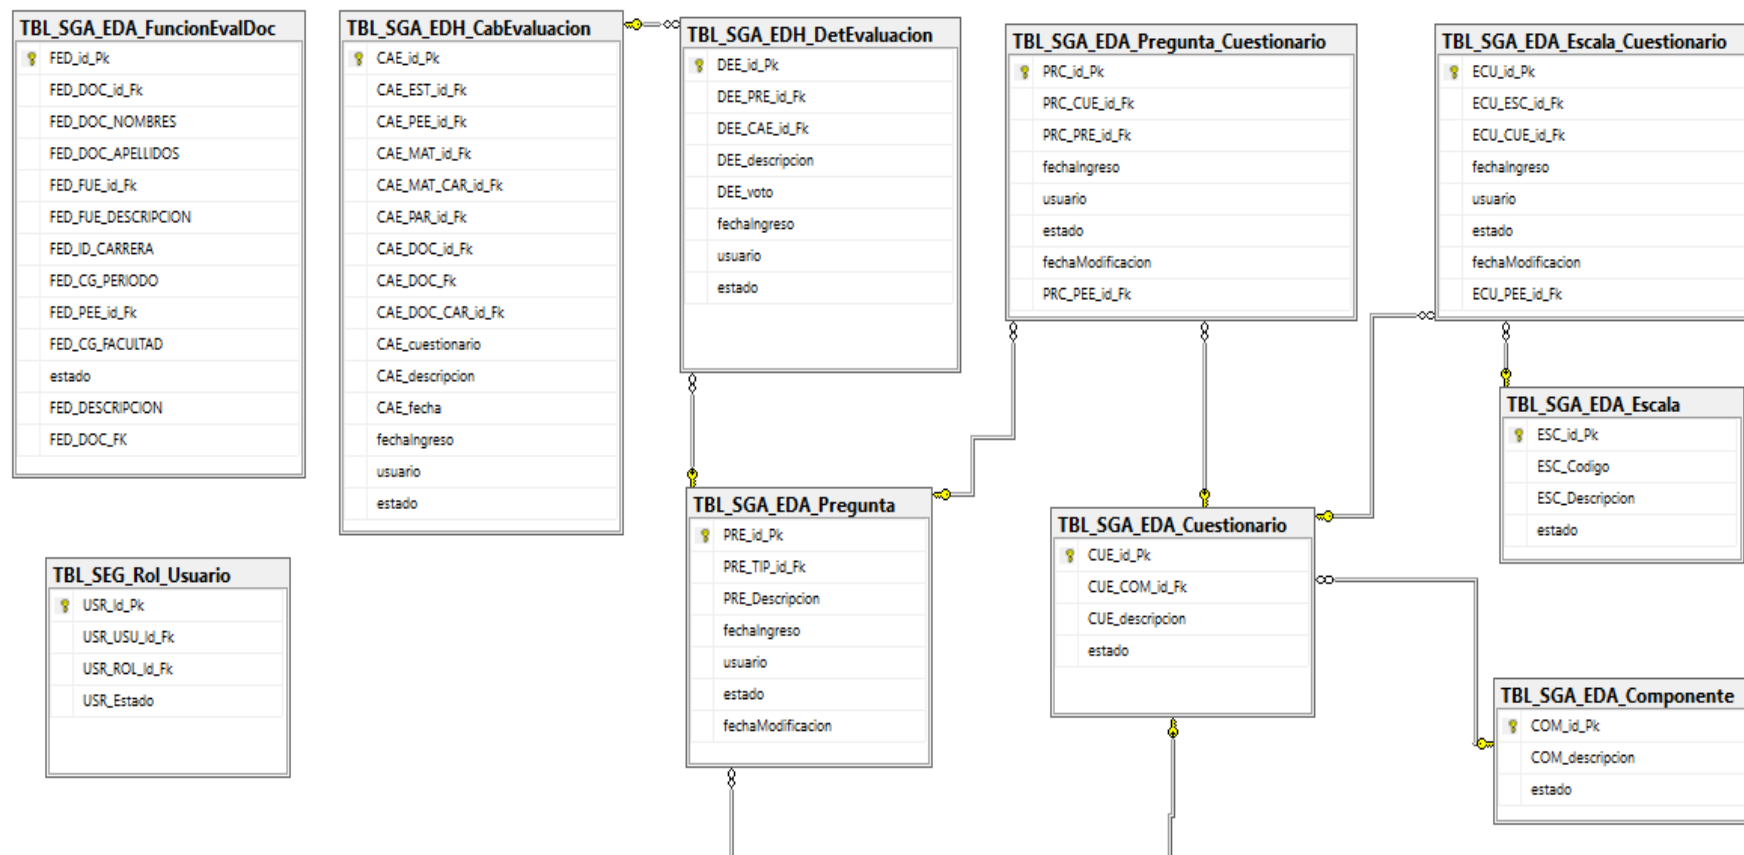 TBL_SGA_EDA_FuncionEvalDoc
FED_id_Pk
FED_DOC_id_Fk
FED_DOC_NOMBRES
FED_DOC_APELLIDOS
FED_FUE_id_Fk
FED_FUE_DESCRIPCION
FED_ID_CARRERA
FED_CG_PERIODO
FED_PEE_id_Fk
FED_CG_FACULTAD
estado
FED_DESCRIPCION
FED_DOC_FK
TBL_SGA_EDH_CabEvaluacion
CAE_id_Pk
CAE_EST_id_Fk
CAE_PEE_id_Fk
CAE_MAT_id_Fk
CAE_MAT_CAR_id_Fk
CAE_PAR_id_Fk
CAE_DOC_id_Fk
CAE_DOC_Fk
CAE_DOC_CAR_id_Fk
CAE_cuestionario
CAE_descripcion
CAE_fecha
fechaIngreso
usuario
estado
TBL_SGA_EDH_DetEvaluacion
DEE_id_Pk
DEE_PRE_id_Fk
DEE_CAE_id_Fk
DEE_descripcion
DEE_voto
fechaIngreso
usuario
estado
TBL_SGA_EDA_Pregunta_Cuestionario
PRC_id_Pk
PRC_CUE_id_Fk
PRC_PRE_id_Fk
fechaIngreso
usuario
estado
fechaModificacion
PRC_PEE_id_Fk
TBL_SGA_EDA_Escala_Cuestionario
ECU_id_Pk
ECU_ESC_id_Fk
ECU_CUE_id_Fk
fechaIngreso
usuario
estado
fechaModificacion
ECU_PEE_id_Fk
TBL_SGA_EDA_Escala
ESC_id_Pk
ESC_Codigo
ESC_Descripcion
estado
TBL_SEG_Rol_Usuario
USR_Id_Pk
USR_USU_Id_Fk
USR_ROL_Id_Fk
USR_Estado
TBL_SGA_EDA_Pregunta
PRE_id_Pk
PRE_TIP_id_Fk
PRE_Descripcion
fechaIngreso
usuario
estado
fechaModificacion
TBL_SGA_EDA_Cuestionario
CUE_id_Pk
CUE_COM_id_Fk
CUE_descripcion
estado
TBL_SGA_EDA_Componente
COM_id_Pk
COM_descripcion
estado